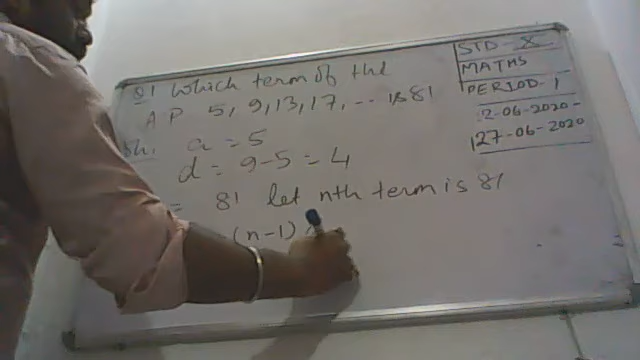 Q1 Which term of the
AP 5, 9, 13, 17, ... is 81
a = 5
d = 9-5 = 4
= 81 let nth term is 81
(n-1)
STD-X
MATHS
PERIOD-1
2-06-2020-
27-06-2020